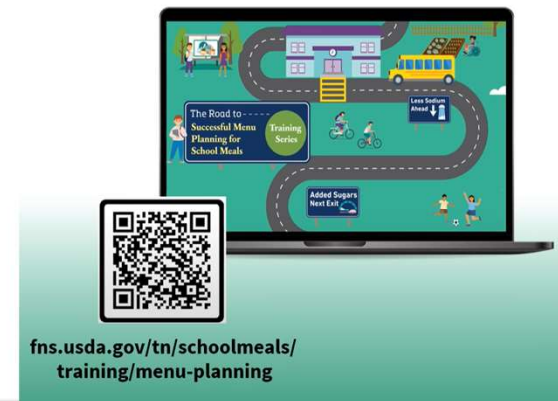 The Road to
Successful Menu
Planning for
School Meals
Training
Series
Less Sodium
Ahead
Added Sugars
Next Exit
fns.usda.gov/tn/schoolmeals/
training/menu-planning